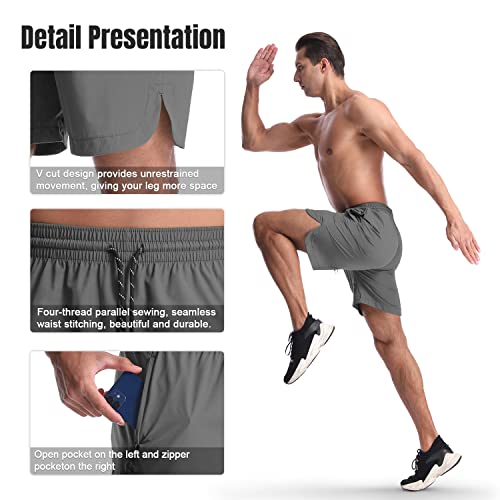 Detail Presentation
V cut design provides unrestrained
movement, giving your leg more space
Four-thread parallel sewing, seamless
waist stitching, beautiful and durable.
Open pocket on the left and zipper
pocketon the right